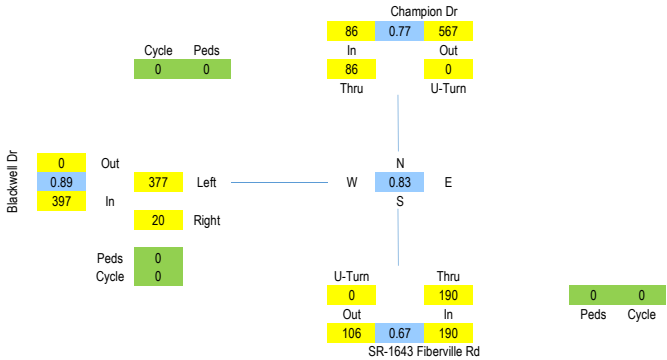 Champion Dr
86 0.77 567
Cycle Peds In Out
0 0 86 0
Thru U-Turn
Blackwell Dr
0 Out N
0.89 377 Left W 0.83 E
397 In S
20 Right
Peds 0
Cycle 0 U-Turn Thru
0 190 0 0
Out In Peds Cycle
106 0.67 190
SR-1643 Fiberville Rd